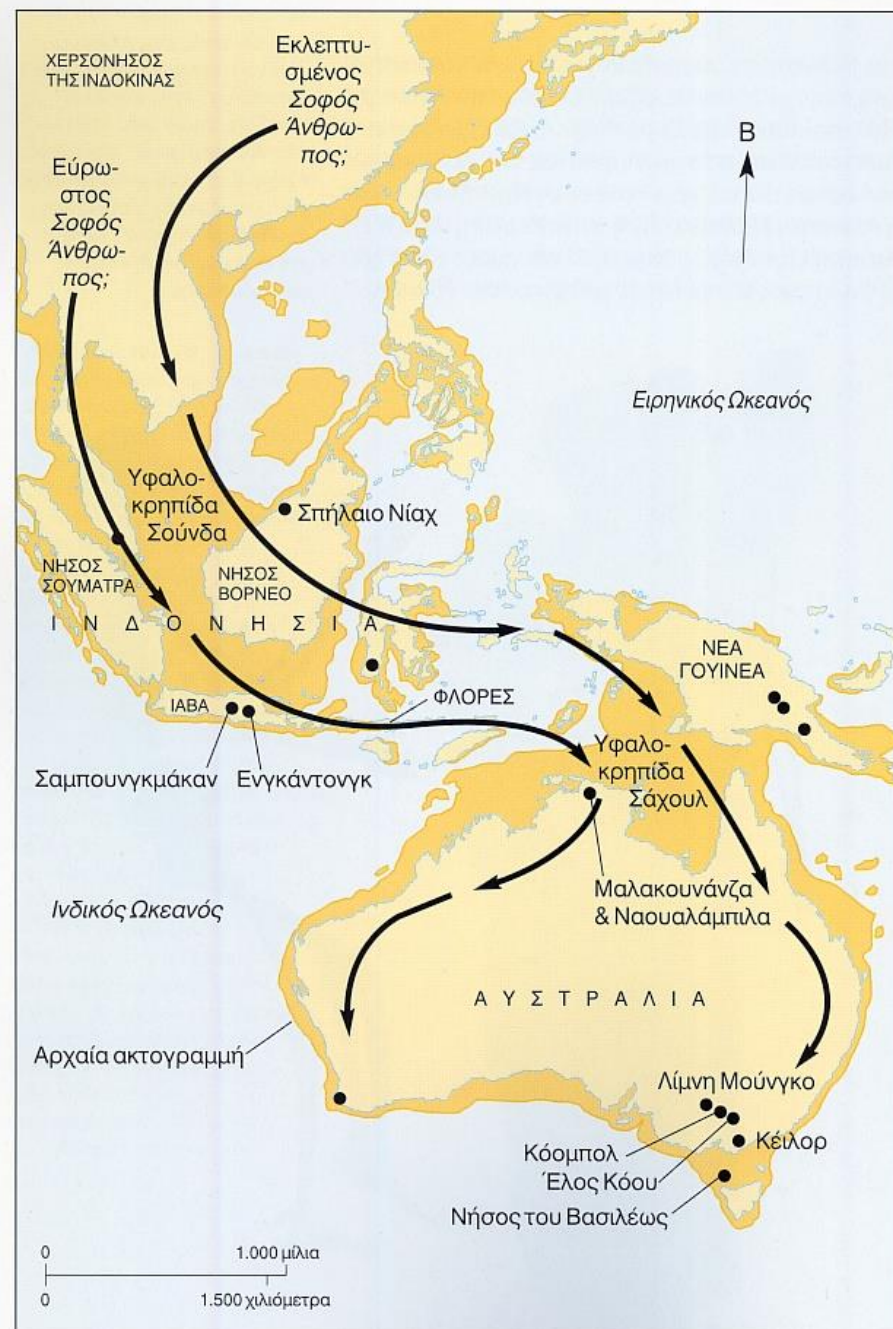 ΧΕΡΣΟΝΗΣΟΣ
ΤΗΣ ΙΝΔΟΚΙΝΑΣ
Εκλεπτυ-
σμένος
Σοφός
Άνθρω-
πος;
Β
Εύρω-
στος
Σοφός
Άνθρω-
πος;
Ειρηνικός Ωκεανός
Υφαλο-
κρηπίδα
Σούνδα
Σπήλαιο Νίαχ
ΝΗΣΟΣ
ΣΟΥΜΑΤΡΑ
ΝΗΣΟΣ
ΒΟΡΝΕΟ
ΙΝΔΟΝΗΣΙΑ
ΝΕΑ
ΓΟΥΙΝΕΑ
ΙΑΒΑ
ΦΛΟΡΕΣ
Σαμπουνγκμάκαν
Ενγκάντονγκ
Υφαλο-
κρηπίδα
Σάχουλ
Μαλακουνάνζα
& Ναουαλάμπιλα
Ινδικός Ωκεανός
ΑΥΣΤΡΑΛΙΑ
Αρχαία ακτογραμμή
Λίμνη Μούνγκο
Κόομπολ
Κέιλορ
Έλος Κόου
Νήσος του Βασιλέως
0 1.000 μίλια
0 1.500 χιλιόμετρα